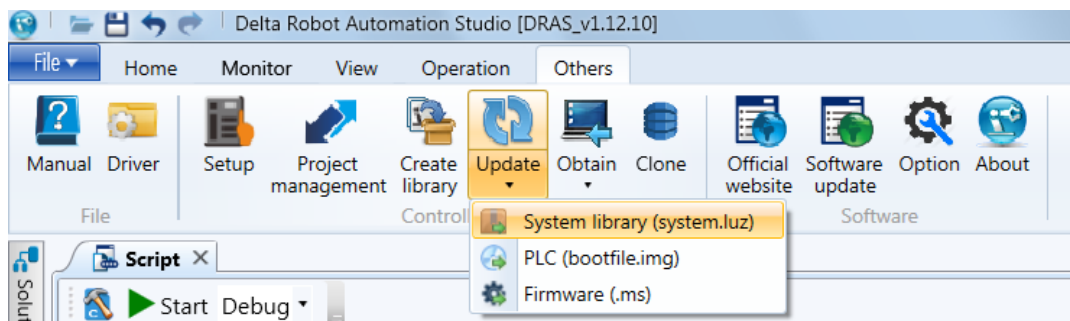 Delta Robot Automation Studio [DRAS_v1.12.10]
File Home Monitor View Operation Others
Manual Driver Setup Project management Create library Update Obtain Clone Official website Software update Option About
File Software
System library (system.luz)
PLC (bootfile.img)
Firmware (.ms)
Script
Start Debug